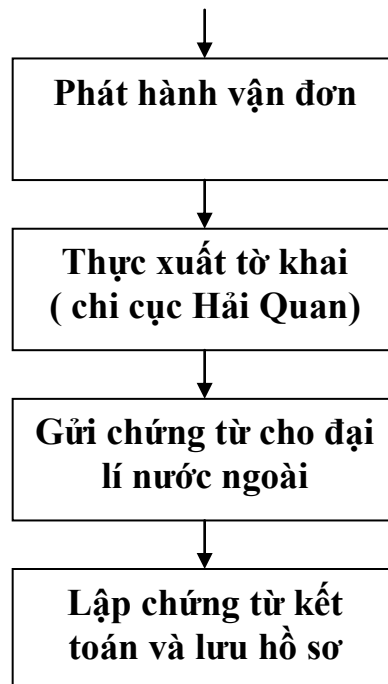 Phát hành vận đơn
Thực xuất tờ khai
( chi cục Hải Quan)
Gửi chứng từ cho đại
lí nước ngoài
Lập chứng từ kết
toán và lưu hồ sơ